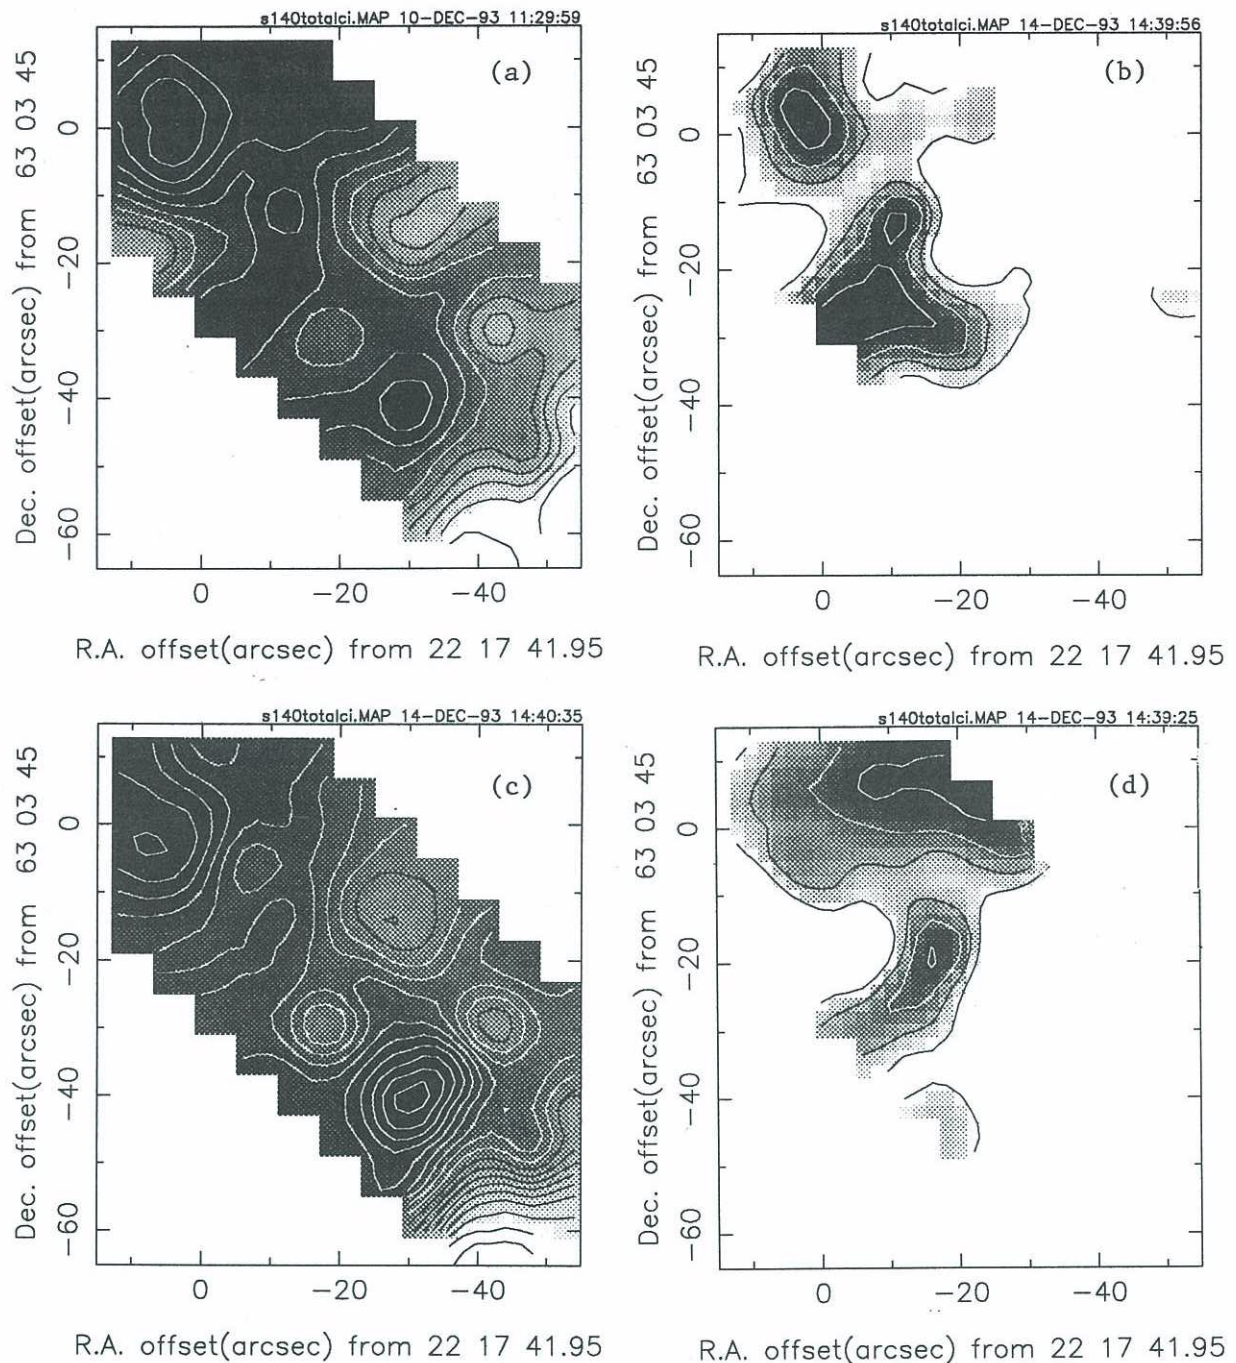 s140totalci.MAP 10-DEC-93 11:29:59
(a)
Dec. offset(arcsec) from 63 03 45
0
−20
−40
−60
0 −20 −40
R.A. offset(arcsec) from 22 17 41.95
s140totalci.MAP 14-DEC-93 14:39:56
(b)
Dec. offset(arcsec) from 63 03 45
0
−20
−40
−60
0 −20 −40
R.A. offset(arcsec) from 22 17 41.95
s140totalci.MAP 14-DEC-93 14:40:35
(c)
Dec. offset(arcsec) from 63 03 45
0
−20
−40
−60
0 −20 −40
R.A. offset(arcsec) from 22 17 41.95
s140totalci.MAP 14-DEC-93 14:39:25
(d)
Dec. offset(arcsec) from 63 03 45
0
−20
−40
−60
0 −20 −40
R.A. offset(arcsec) from 22 17 41.95